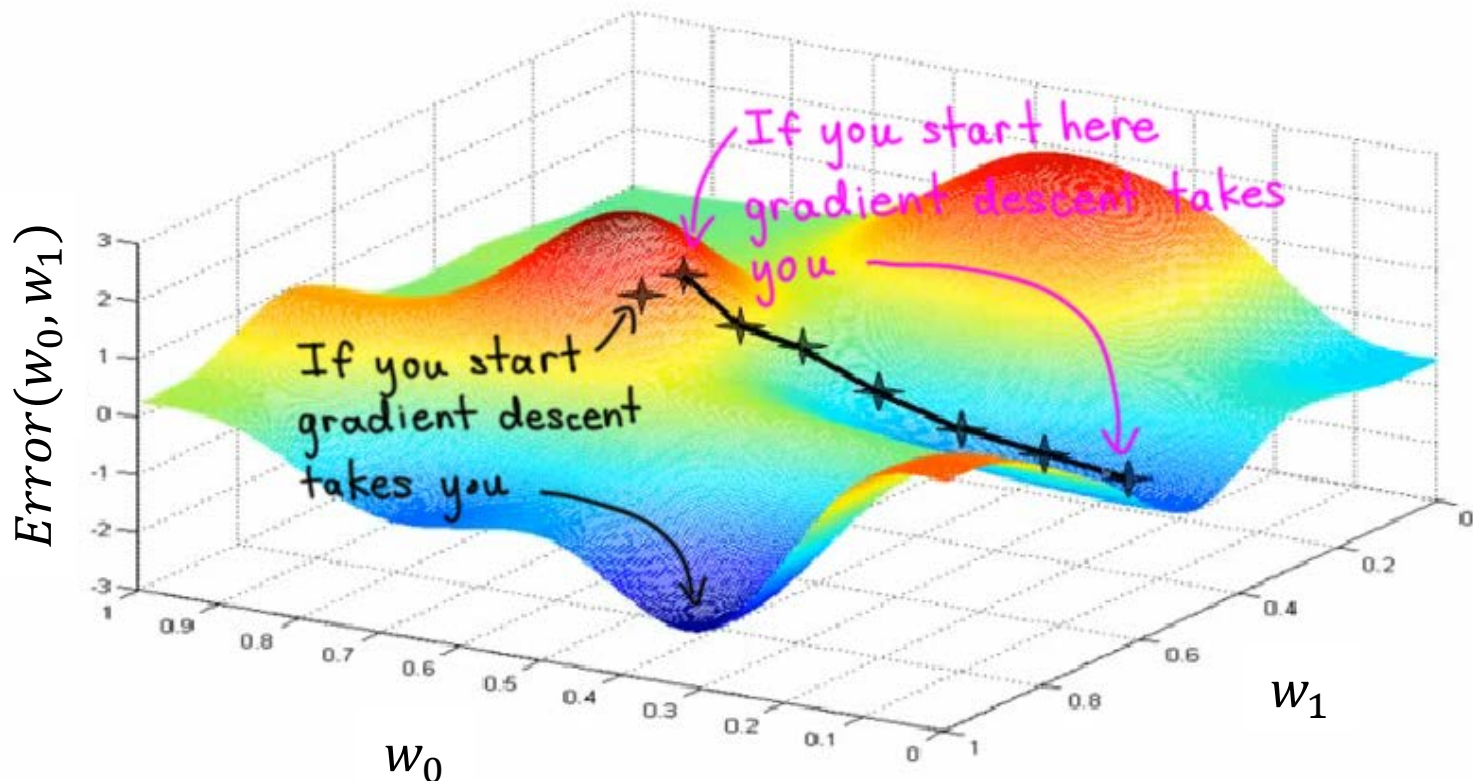 If you start here
gradient descent takes
you
If you start
gradient descent
takes you
Error(w₀, w₁)
3
2
1
0
-1
-2
-3
1
0.9
0.8
0.7
0.6
0.5
0.4
0.3
0.2
0.1
0
w₀
0
0.2
0.4
0.6
0.8
1
w₁